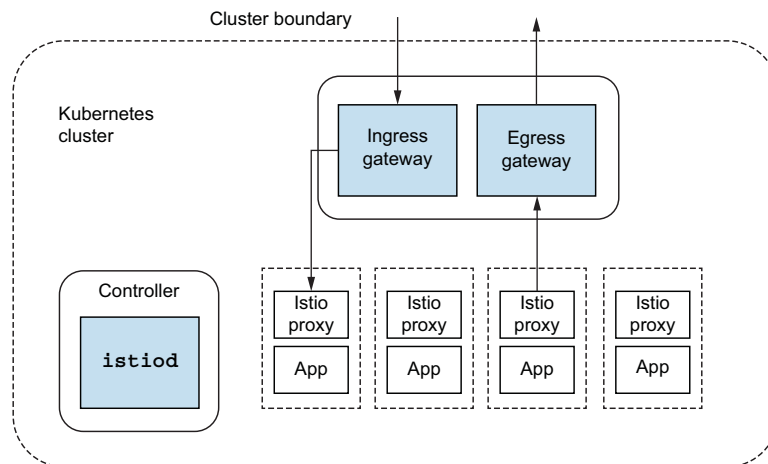 Cluster boundary
Kubernetes
cluster
Ingress
gateway
Egress
gateway
Controller
istiod
Istio
proxy
App
Istio
proxy
App
Istio
proxy
App
Istio
proxy
App